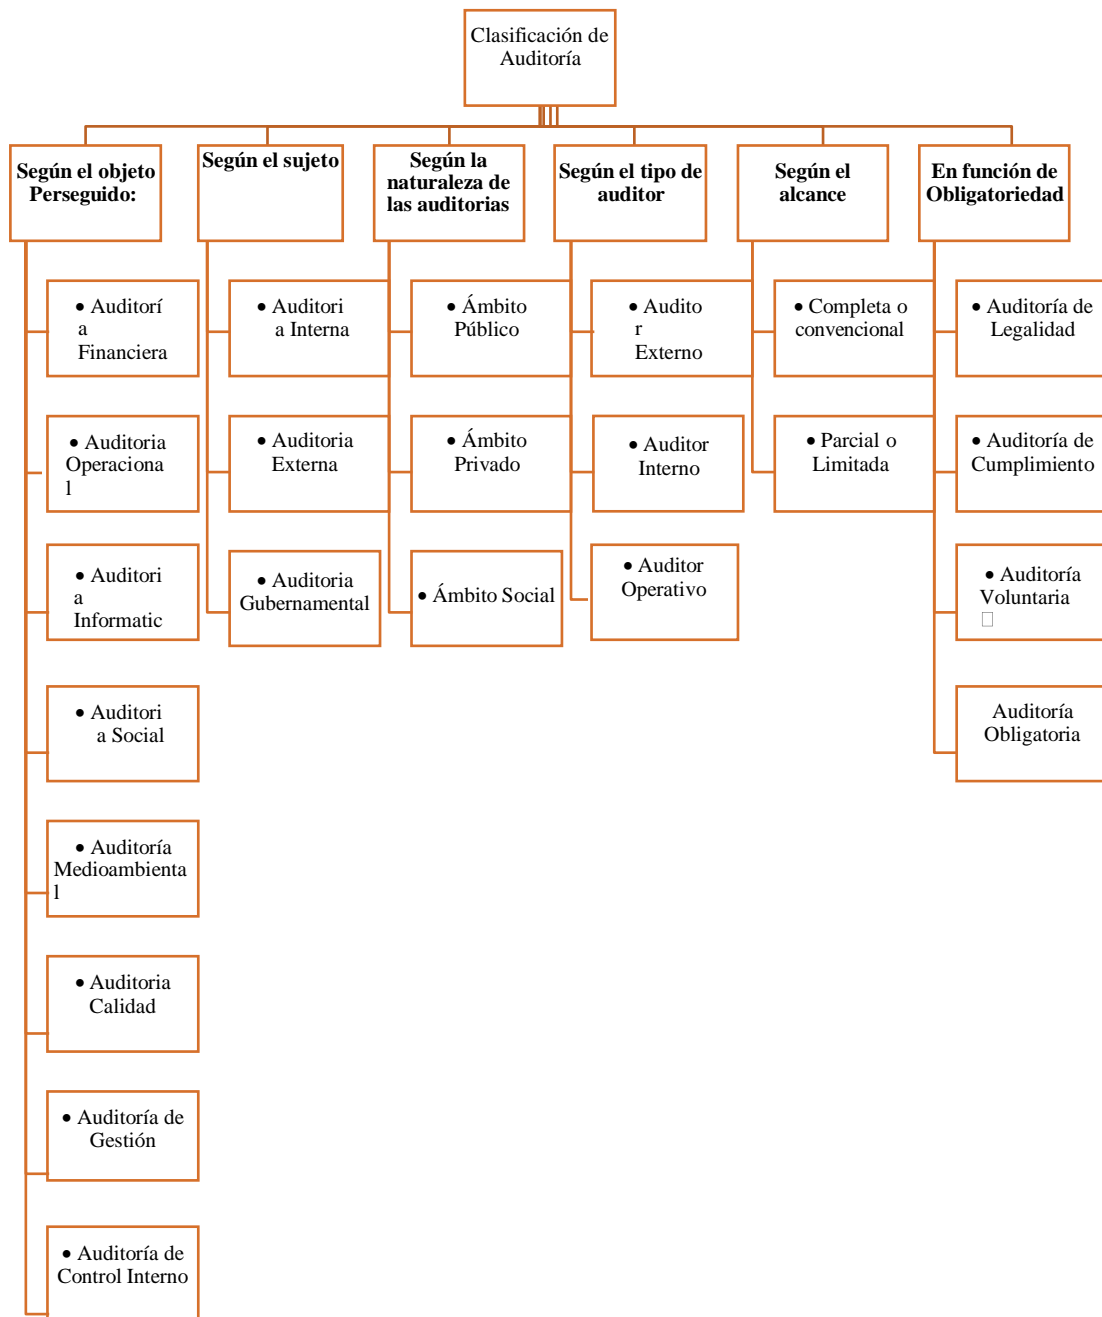 Clasificación de
Auditoría
Según el objeto
Perseguido:
• Auditorí
a
Financiera
• Auditoria
Operaciona
l
• Auditori
a
Informatic
• Auditori
a Social
• Auditoría
Medioambienta
l
• Auditoria
Calidad
• Auditoría de
Gestión
• Auditoría de
Control Interno
Según el sujeto
• Auditori
a Interna
• Auditoria
Externa
• Auditoria
Gubernamental
Según la
naturaleza de
las auditorias
• Ámbito
Público
• Ámbito
Privado
• Ámbito Social
Según el tipo de
auditor
• Audito
r
Externo
• Auditor
Interno
• Auditor
Operativo
Según el
alcance
• Completa o
convencional
• Parcial o
Limitada
En función de
Obligatoriedad
• Auditoría de
Legalidad
• Auditoría de
Cumplimiento
• Auditoría
Voluntaria
Auditoría
Obligatoria